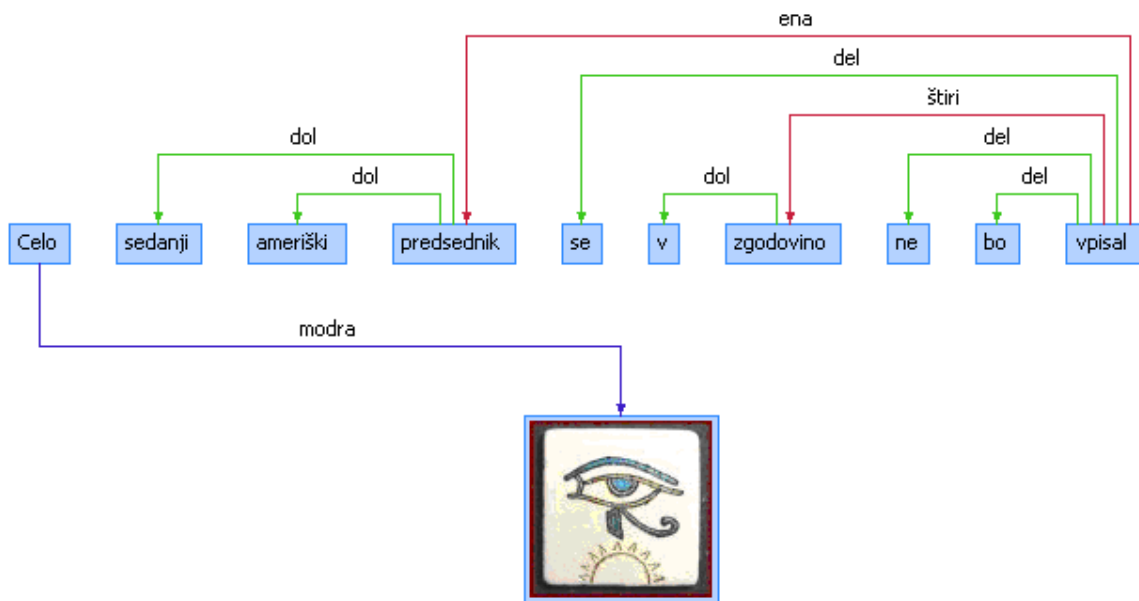 ena
del
štiri
dol del
dol dol del
Celo sedanji ameriški predsednik se v zgodovino ne bo vpisal
modra